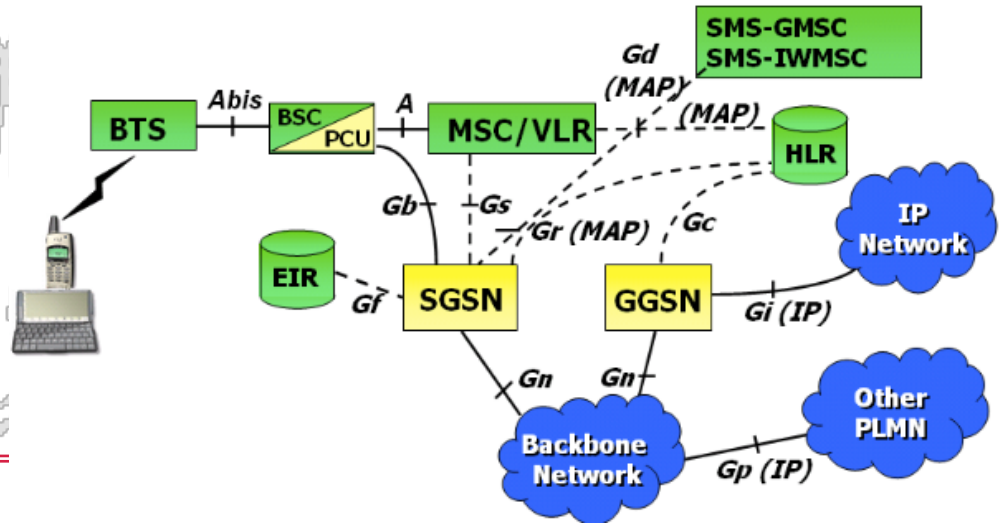 SMS-GMSC
SMS-IWMSC
Gd
(MAP)
(MAP)
Abis
A
BTS
BSC
PCU
MSC/VLR
HLR
Gb
Gs
Gr (MAP)
Gc
IP
Network
EIR
Gf
SGSN
GGSN
Gi (IP)
Gn
Gn
Other
PLMN
Backbone
Network
Gp (IP)